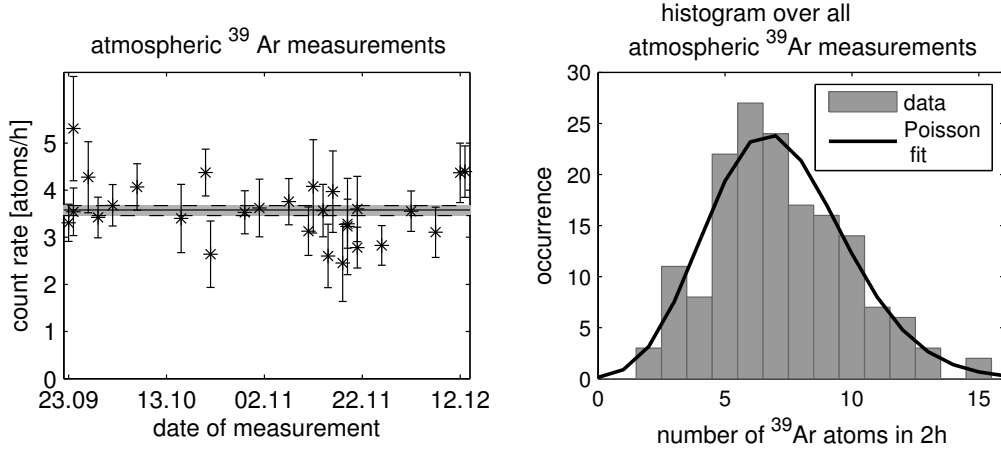 atmospheric ³⁹ Ar measurements
count rate [atoms/h]
5
4
3
2
1
0
23.09 13.10 02.11 22.11 12.12
date of measurement
histogram over all
atmospheric ³⁹Ar measurements
occurrence
30
25
20
15
10
5
0
data
Poisson
fit
0 5 10 15
number of ³⁹Ar atoms in 2h